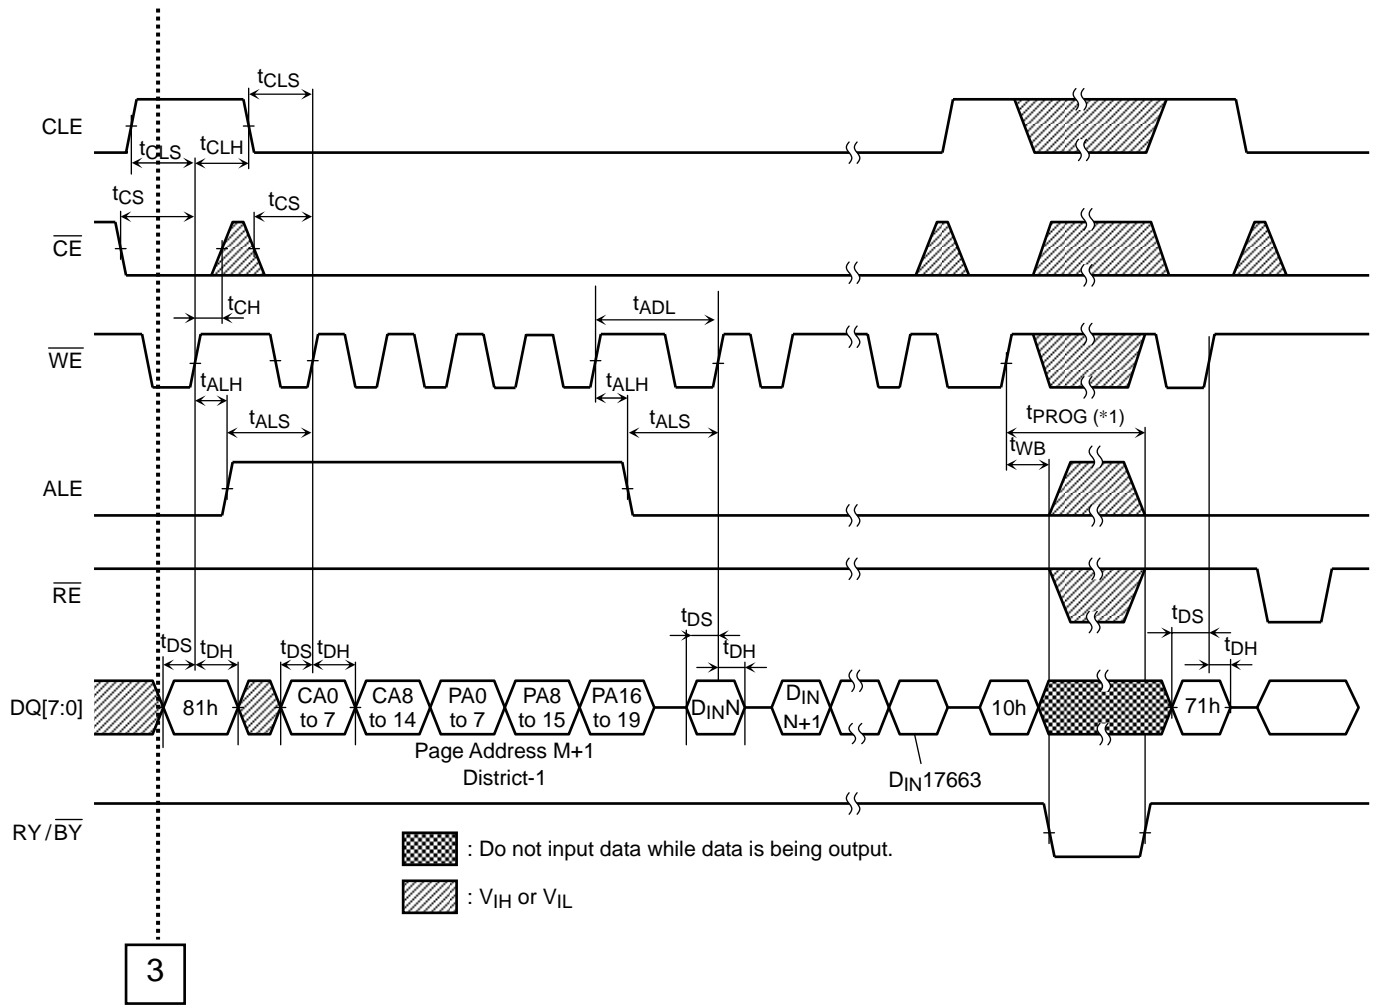 tCLS
CLE
tCLS
tCLH
tCS
tCS
CE
tCH
tADL
WE
tALH
tALH
tALS
tALS
tPROG (*1)
tWB
ALE
RE
tDS
tDS
tDS
tDH
tDS
tDH
tDH
tDH
DQ[7:0]
81h
CA0 to 7
CA8 to 14
PA0 to 7
PA8 to 15
PA16 to 19
DINN
DIN N+1
10h
71h
Page Address M+1
District-1
DIN17663
RY/BY
: Do not input data while data is being output.
: VIH or VIL
3